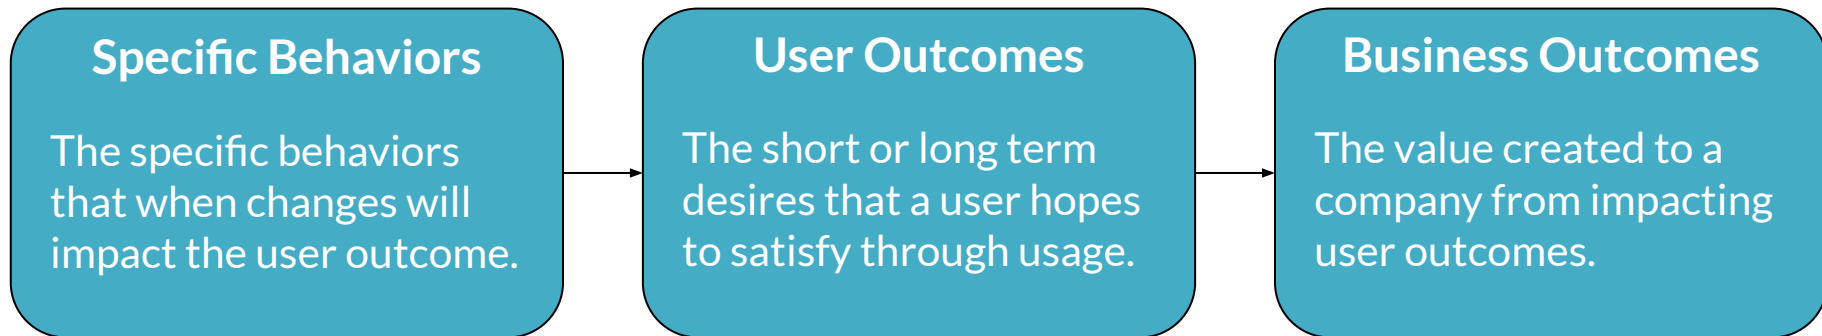 Specific Behaviors
The specific behaviors
that when changes will
impact the user outcome.
User Outcomes
The short or long term
desires that a user hopes
to satisfy through usage.
Business Outcomes
The value created to a
company from impacting
user outcomes.